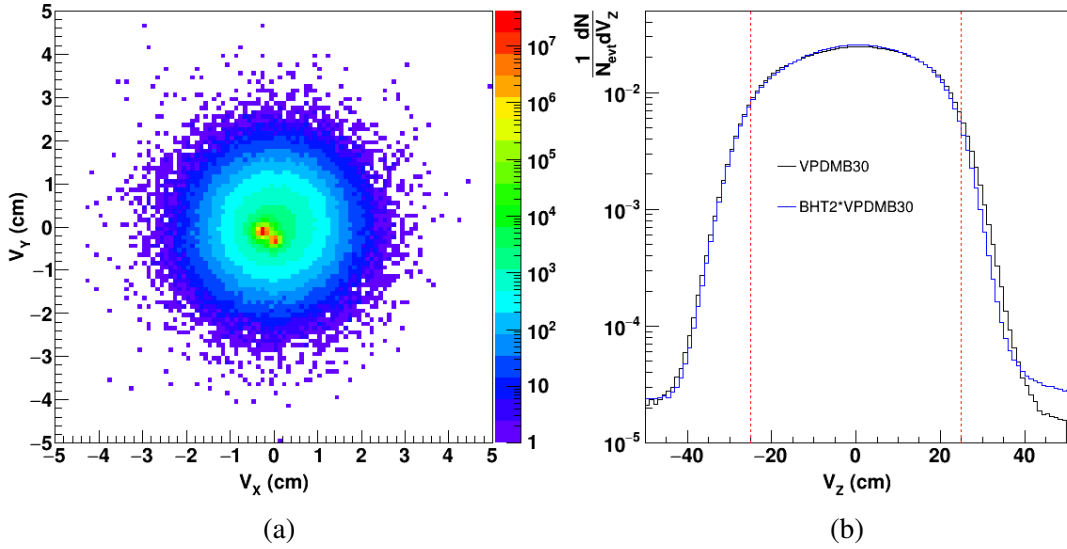 5
4
3
2
1
0
−1
−2
−3
−4
−5
V_Y (cm)
−5 −4 −3 −2 −1 0 1 2 3 4 5
V_X (cm)
10^7
10^6
10^5
10^4
10^3
10^2
10
1
(a)
1 dN
N_evt dV_Z
10^−2
10^−3
10^−4
10^−5
VPDMB30
BHT2*VPDMB30
−40 −20 0 20 40
V_Z (cm)
(b)